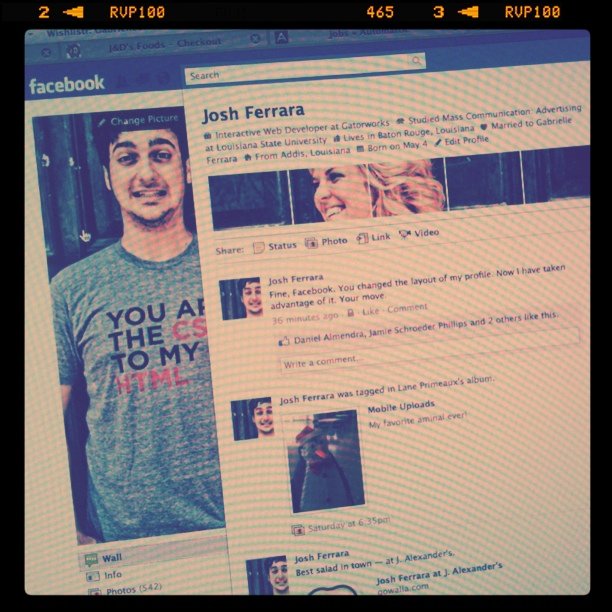 2 RVP100 465 3 RVP100
J&D's Foods - Checkout
facebook
Search
Change Picture
Josh Ferrara
Interactive Web Developer at Gatorworks Studied Mass Communication: Advertising
at Louisiana State University Lives in Baton Rouge, Louisiana Married to Gabrielle
Ferrara From Addis, Louisiana Born on May 4 Edit Profile
Share: Status Photo Link Video
YOU AR
THE CS
TO MY
HTML
Josh Ferrara
Fine, Facebook. You changed the layout of my profile. Now I have taken
advantage of it. Your move.
36 minutes ago · Like · Comment
Daniel Almendra, Jamie Schroeder Phillips and 2 others like this.
Write a comment...
Josh Ferrara was tagged in Lane Primeaux's album.
Mobile Uploads
My favorite aminal ever!
Saturday at 6:35pm
Wall
Info
Photos (542)
Josh Ferrara
Best salad in town — at J. Alexander's.
Josh Ferrara at J. Alexander's
gowalla.com